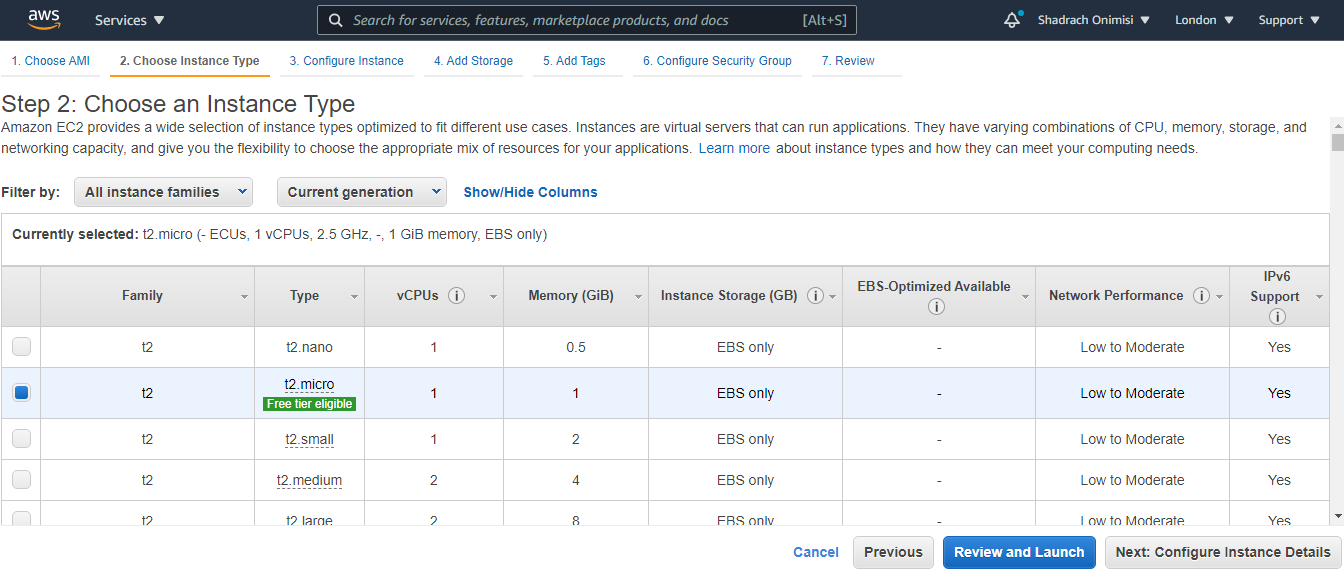 aws
Services
Search for services, features, marketplace products, and docs [Alt+S]
Shadrach Onimisi
London
Support
1. Choose AMI
2. Choose Instance Type
3. Configure Instance
4. Add Storage
5. Add Tags
6. Configure Security Group
7. Review
Step 2: Choose an Instance Type
Amazon EC2 provides a wide selection of instance types optimized to fit different use cases. Instances are virtual servers that can run applications. They have varying combinations of CPU, memory, storage, and
networking capacity, and give you the flexibility to choose the appropriate mix of resources for your applications. Learn more about instance types and how they can meet your computing needs.
Filter by: All instance families Current generation Show/Hide Columns
Currently selected: t2.micro (- ECUs, 1 vCPUs, 2.5 GHz, -, 1 GiB memory, EBS only)
Family Type vCPUs Memory (GiB) Instance Storage (GB) EBS-Optimized Available Network Performance IPv6 Support
t2 t2.nano 1 0.5 EBS only - Low to Moderate Yes
t2 t2.micro 1 1 EBS only - Low to Moderate Yes
Free tier eligible
t2 t2.small 1 2 EBS only - Low to Moderate Yes
t2 t2.medium 2 4 EBS only - Low to Moderate Yes
t2 t2.large 2 8 EBS only - Low to Moderate Yes
Cancel
Previous
Review and Launch
Next: Configure Instance Details